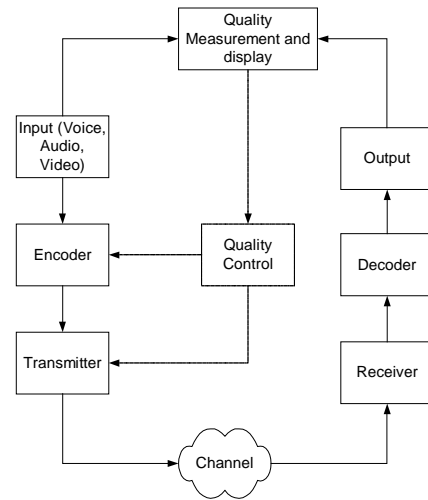 Quality
Measurement and
display
Input (Voice,
Audio,
Video)
Output
Encoder
Quality
Control
Decoder
Transmitter
Receiver
Channel